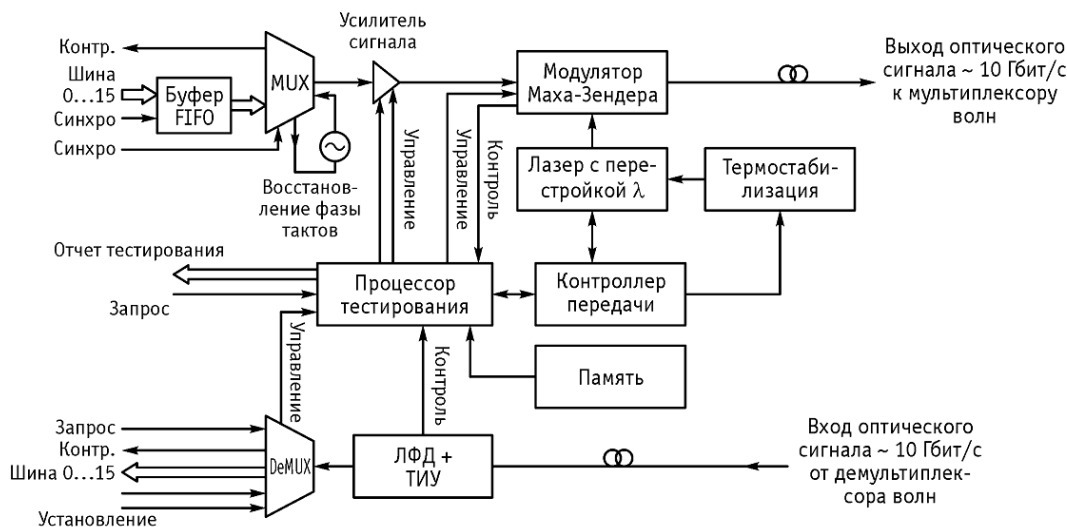 Контр.
Шина
0...15
Синхро
Синхро
Буфер
FIFO
MUX
Усилитель
сигнала
Восстанов-
ление фазы
тактов
Управление
Управление
Контроль
Модулятор
Маха-Зендера
Выход оптического
сигнала ~ 10 Гбит/с
к мультиплексору
волн
Лазер с пере-
стройкой λ
Термостаби-
лизация
Отчет тестирования
Запрос
Процессор
тестирования
Контроллер
передачи
Управление
Контроль
Память
Запрос
Контр.
Шина 0...15
Установление
DeMUX
ЛФД +
ТИУ
Вход оптического
сигнала ~ 10 Гбит/с
от демультиплек-
сора волн